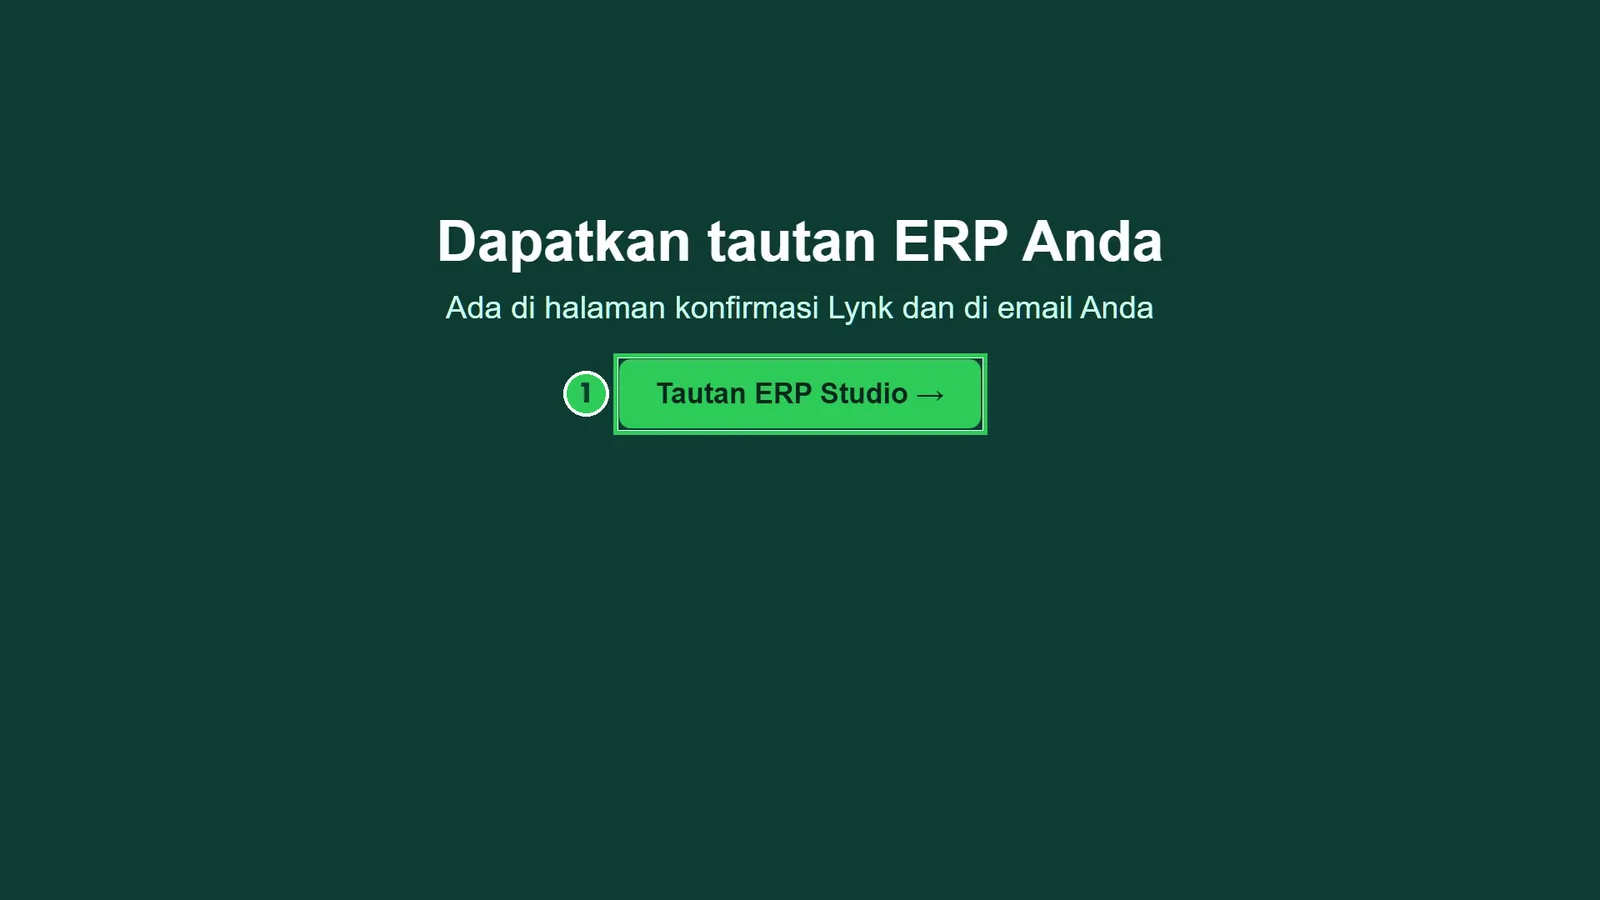 Dapatkan tautan ERP Anda
Ada di halaman konfirmasi Lynk dan di email Anda
1 Tautan ERP Studio →